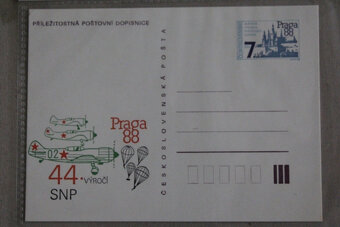 PŘÍLEŽITOSTNÁ POŠTOVNÍ DOPISNICE
Praga
88
7
ČESKOSLOVENSKÁ POŠTA
Praga
88
02
44. VÝROČÍ
SNP